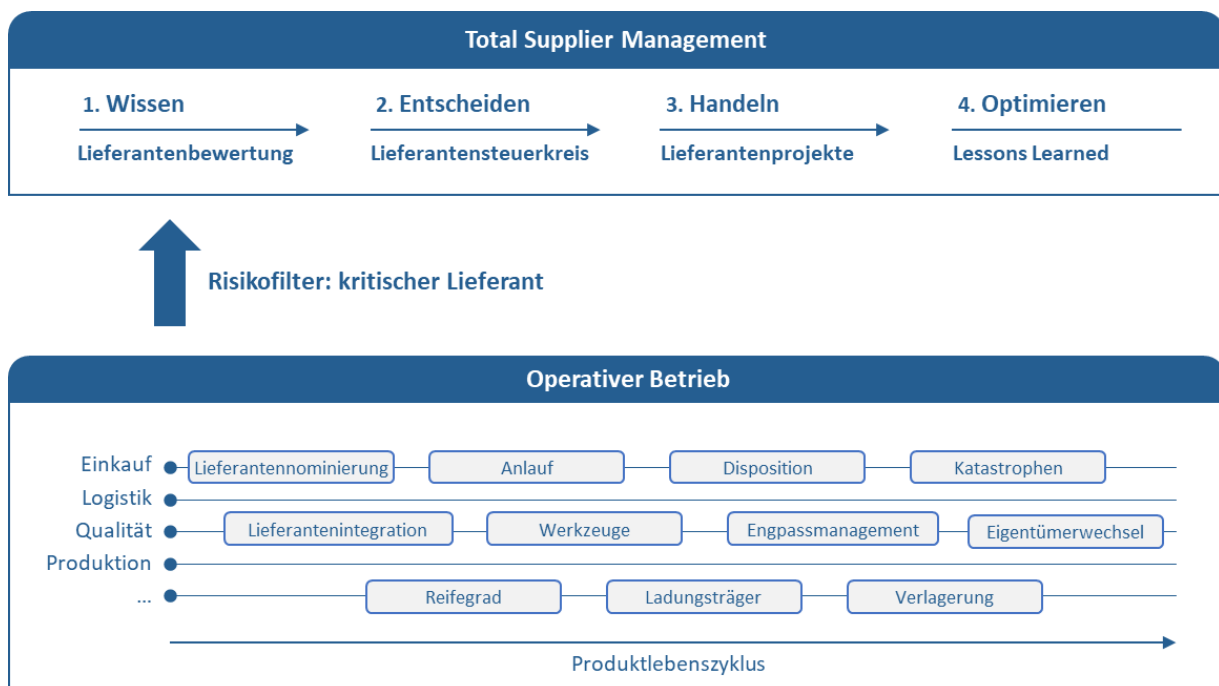 Total Supplier Management
1. Wissen
2. Entscheiden
3. Handeln
4. Optimieren
Lieferantenbewertung
Lieferantensteuerkreis
Lieferantenprojekte
Lessons Learned
Risikofilter: kritischer Lieferant
Operativer Betrieb
Einkauf
Lieferantennominierung
Anlauf
Disposition
Katastrophen
Logistik
Qualität
Lieferantenintegration
Werkzeuge
Engpassmanagement
Eigentümerwechsel
Produktion
...
Reifegrad
Ladungsträger
Verlagerung
Produktlebenszyklus